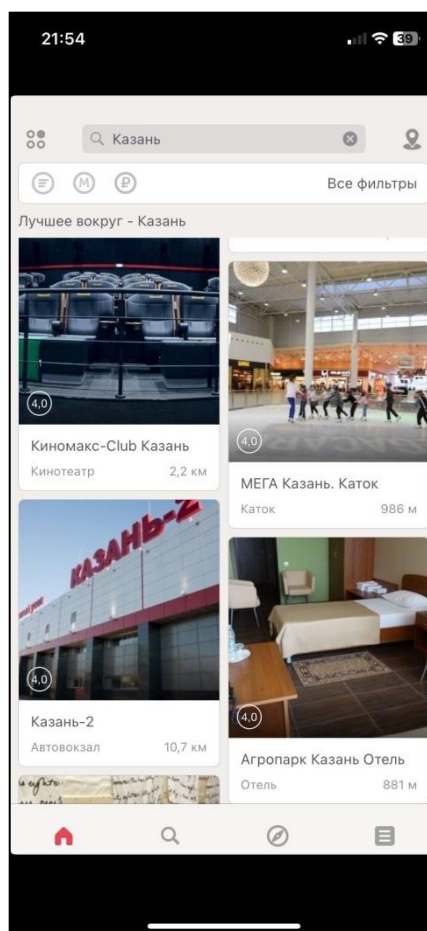 21:54
39
Казань
Все фильтры
Лучшее вокруг - Казань
4,0
Киномакс-Club Казань
Кинотеатр 2,2 км
4,0
МЕГА Казань. Каток
Каток 986 м
КАЗАНЬ-2
4,0
Казань-2
Автовокзал 10,7 км
4,0
Агропарк Казань Отель
Отель 881 м